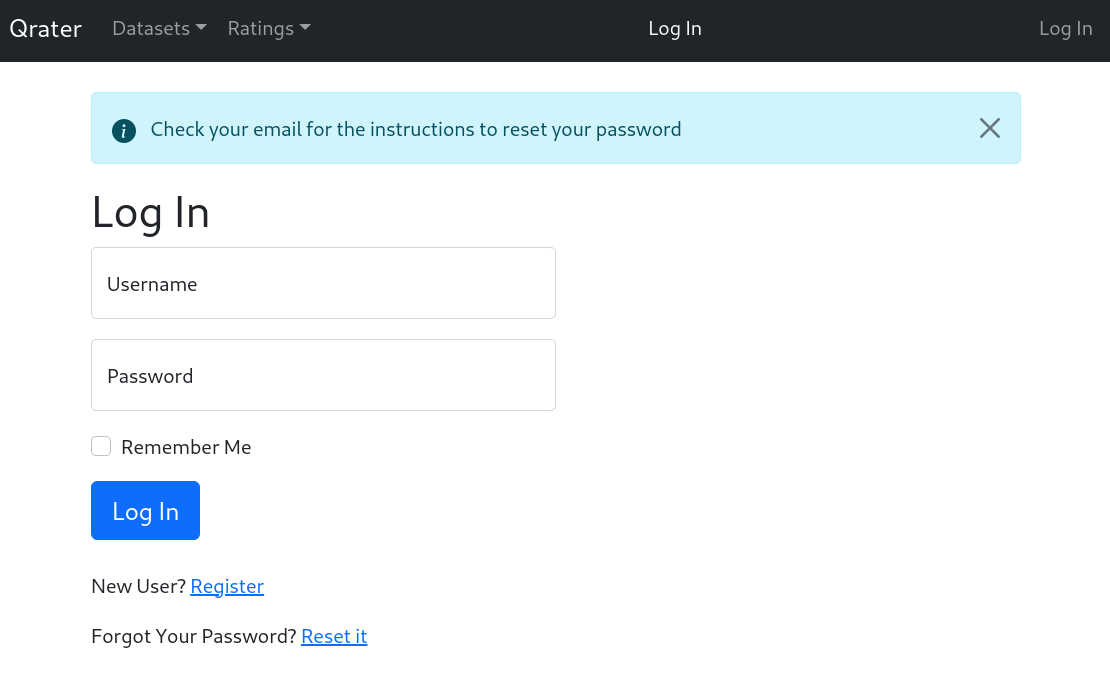 Qrater Datasets Ratings Log In Log In
Check your email for the instructions to reset your password
Log In
Username
Password
Remember Me
Log In
New User? Register
Forgot Your Password? Reset it